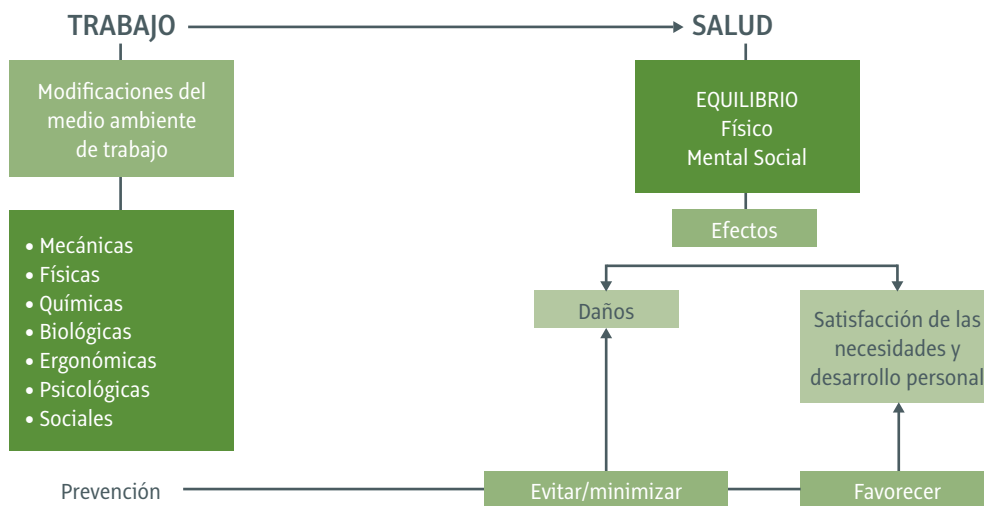 TRABAJO
SALUD
Modificaciones del
medio ambiente
de trabajo
• Mecánicas
• Físicas
• Químicas
• Biológicas
• Ergonómicas
• Psicológicas
• Sociales
EQUILIBRIO
Físico
Mental Social
Efectos
Daños
Satisfacción de las
necesidades y
desarrollo personal
Prevención
Evitar/minimizar
Favorecer